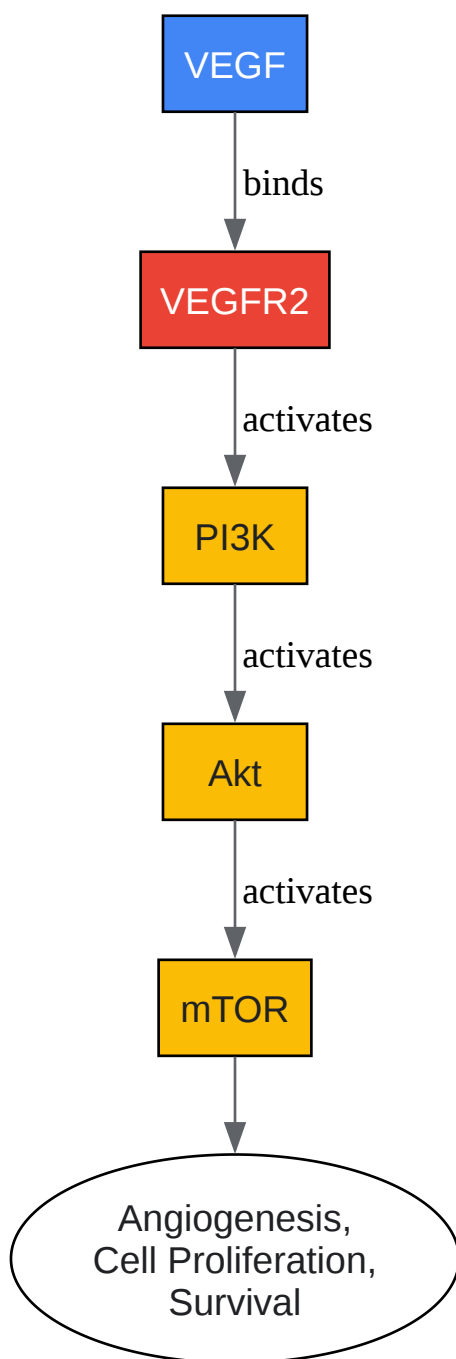 VEGF
binds
VEGFR2
activates
PI3K
activates
Akt
activates
mTOR
Angiogenesis,
Cell Proliferation,
Survival